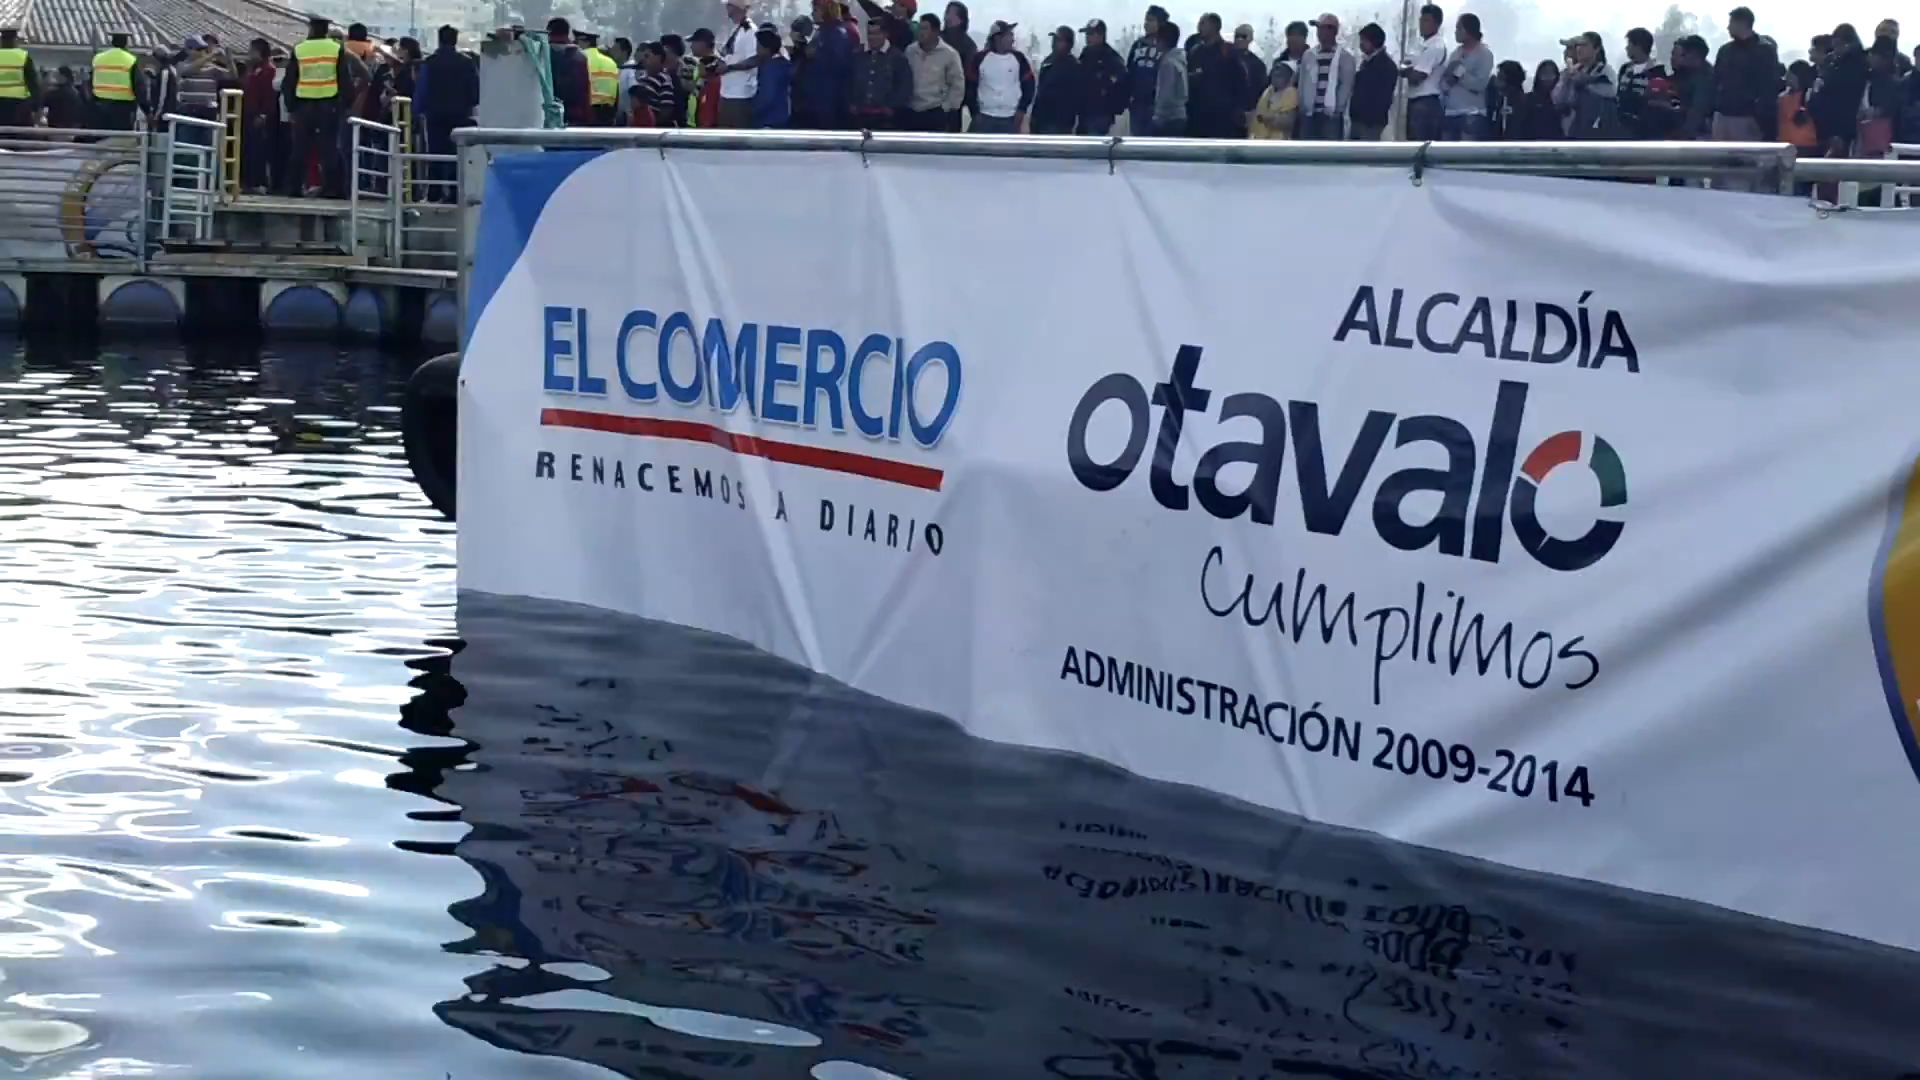 EL COMERCIO
RENACEMOS A DIARIO
ALCALDÍA
otavalo
Cumplimos
ADMINISTRACIÓN 2009-2014